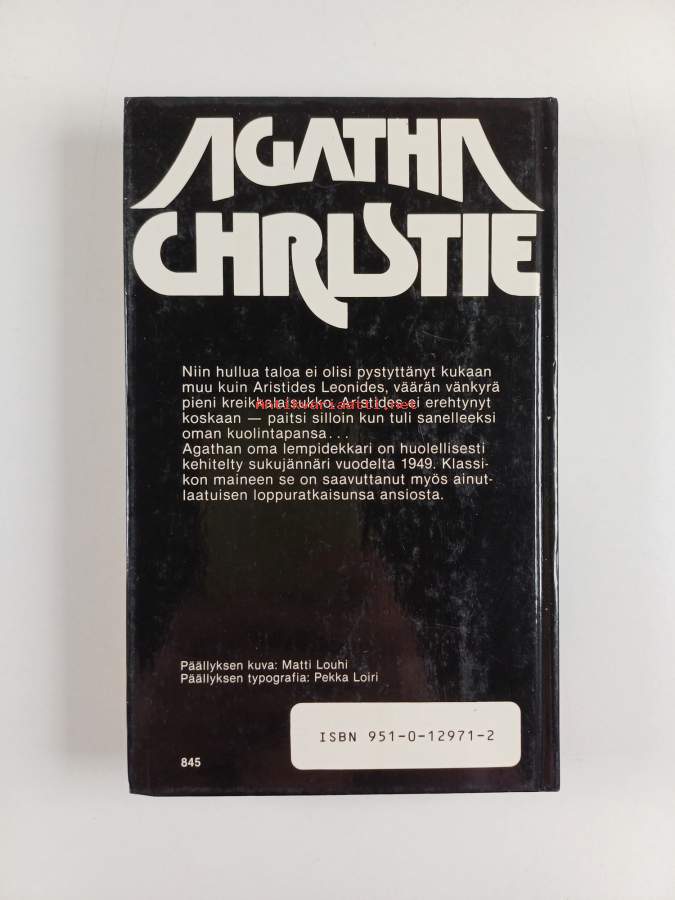 AGATHA
CHRISTIE
Niin hullua taloa ei olisi pystyttänyt kukaan
muu kuin Aristides Leonides, väärän vänkyrä
pieni kreikkalaisukko. Aristides ei erehtynyt
Antikvariaatti.net
koskaan — paitsi silloin kun tuli sanelleeksi
oman kuolintapansa...
Agathan oma lempidekkari on huolellisesti
kehitelty sukujännäri vuodelta 1949. Klassi-
kon maineen se on saavuttanut myös ainut-
laatuisen loppuratkaisunsa ansiosta.
Päällyksen kuva: Matti Louhi
Päällyksen typografia: Pekka Loiri
ISBN 951-0-12971-2
845